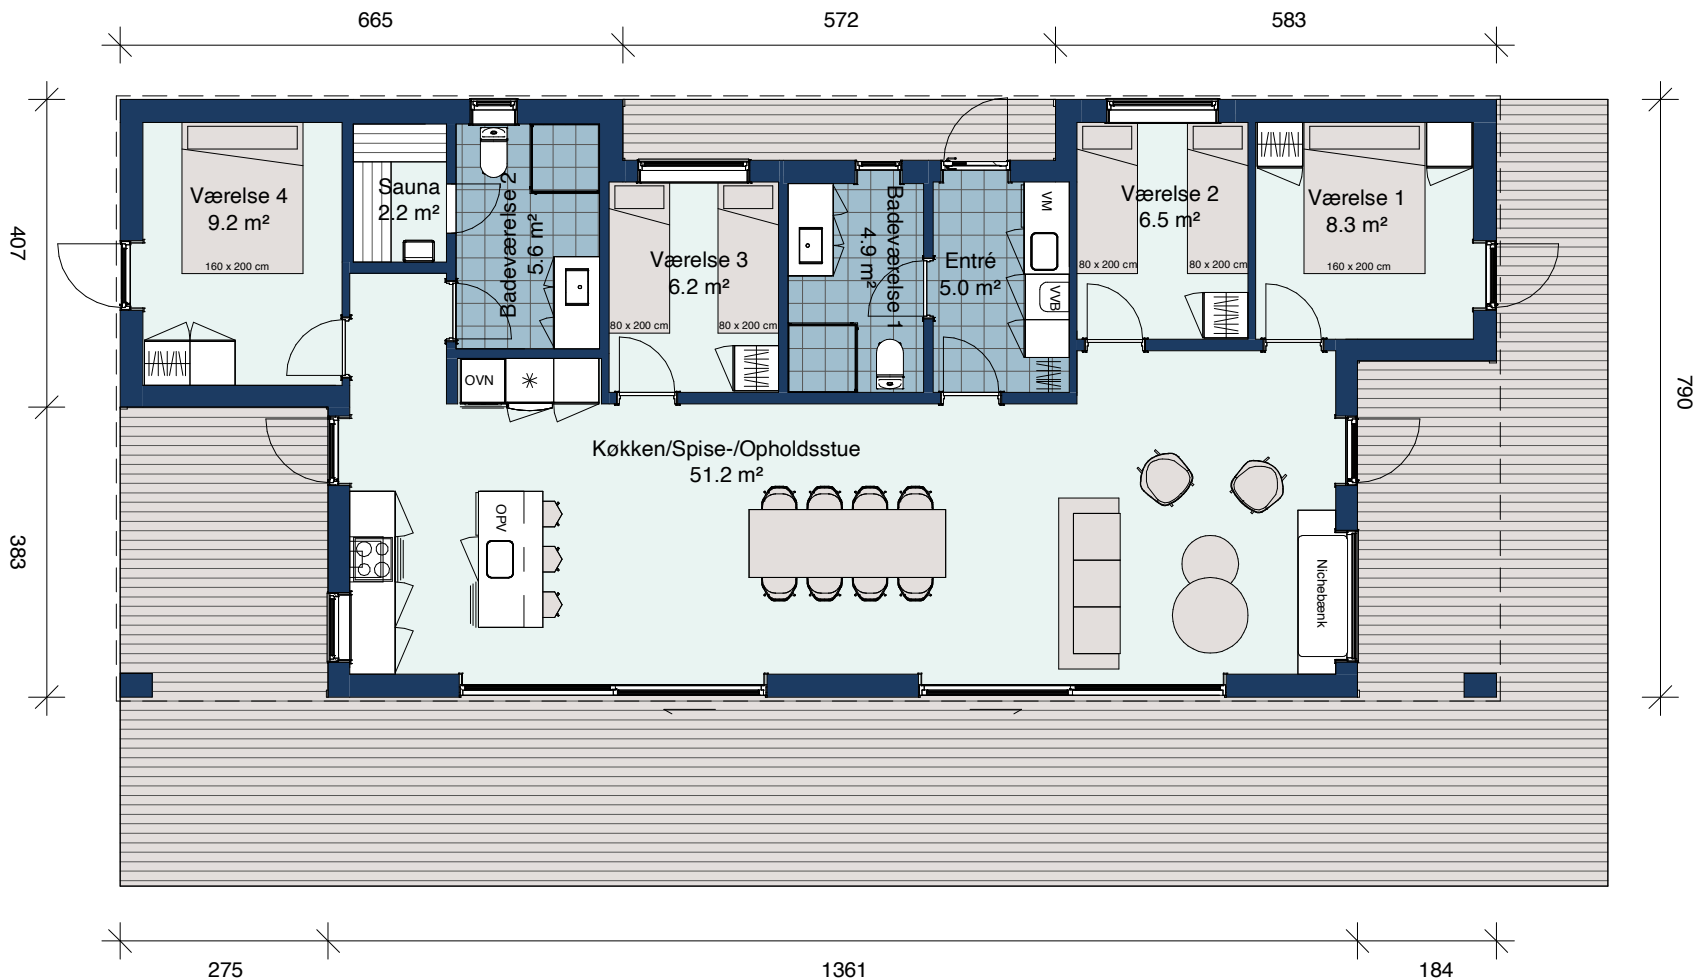 665
572
583
407
383
790
Værelse 4
9.2 m²
160 x 200 cm
Sauna
2.2 m²
Badeværelse 2
5.6 m²
Værelse 3
6.2 m²
80 x 200 cm
80 x 200 cm
Badeværelse 1
4.9 m²
Entré
5.0 m²
VM
VVB
Værelse 2
6.5 m²
80 x 200 cm
80 x 200 cm
Værelse 1
8.3 m²
160 x 200 cm
OVN
Køkken/Spise-/Opholdsstue
51.2 m²
OPV
Nichebænk
275
1361
184